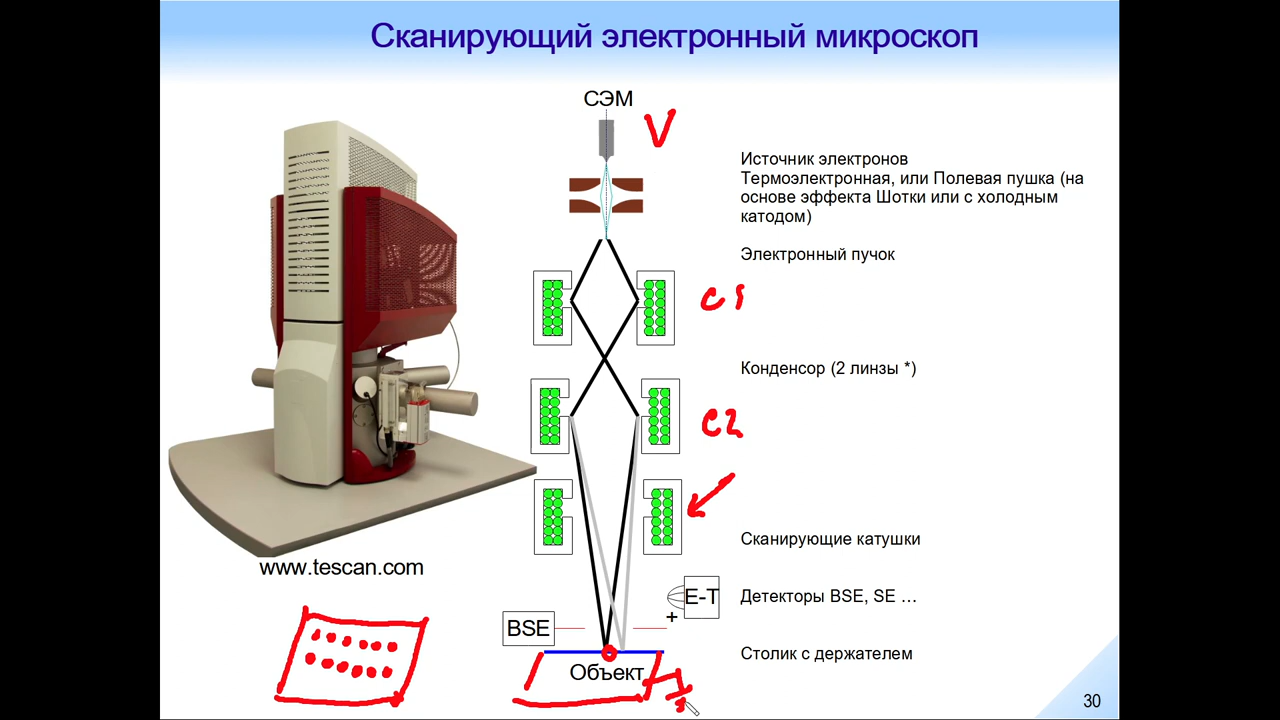 Сканирующий электронный микроскоп
СЭМ
V
Источник электронов
Термоэлектронная, или Полевая пушка (на
основе эффекта Шотки или с холодным
катодом)
Электронный пучок
C1
Конденсор (2 линзы *)
C2
Сканирующие катушки
www.tescan.com
E-T
Детекторы BSE, SE ...
+
BSE
Столик с держателем
Объект
30